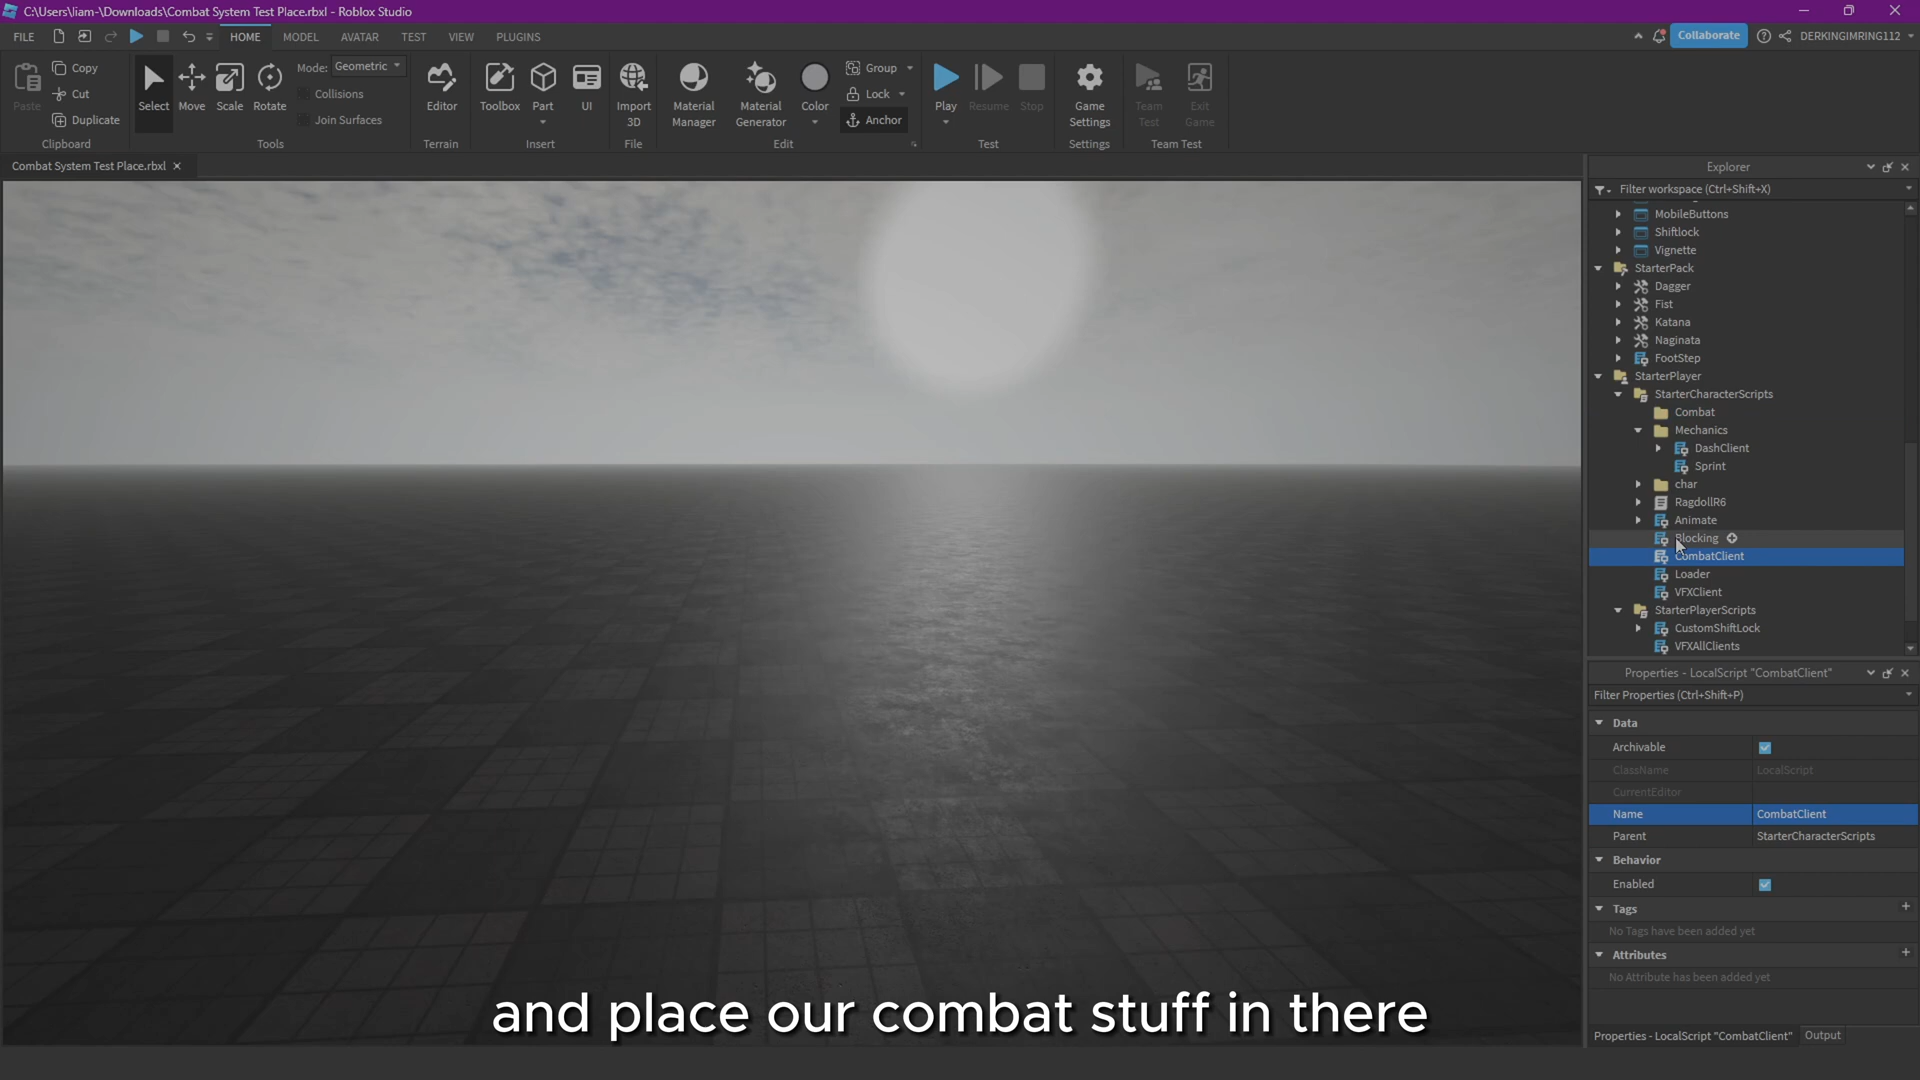 C:\Users\liam-\Downloads\Combat System Test Place.rbxl - Roblox Studio
FILE HOME MODEL AVATAR TEST VIEW PLUGINS Collaborate DERKINGIMRING112
Paste Copy Cut Duplicate Clipboard
Select Move Scale Rotate Mode: Geometric Collisions Join Surfaces Tools
Editor Terrain
Toolbox Part UI Insert
Import 3D File
Material Manager Material Generator Color Group Lock Anchor Edit
Play Resume Stop Test
Game Settings Settings
Team Test Exit Game Team Test
Combat System Test Place.rbxl
Explorer
Filter workspace (Ctrl+Shift+X)
MobileButtons
Shiftlock
Vignette
StarterPack
Dagger
Fist
Katana
Naginata
FootStep
StarterPlayer
StarterCharacterScripts
Combat
Mechanics
DashClient
Sprint
char
RagdollR6
Animate
Blocking
CombatClient
Loader
VFXClient
StarterPlayerScripts
CustomShiftLock
VFXAllClients
Properties - LocalScript "CombatClient"
Filter Properties (Ctrl+Shift+P)
Data
Archivable
ClassName LocalScript
CurrentEditor
Name CombatClient
Parent StarterCharacterScripts
Behavior
Enabled
Tags
No Tags have been added yet
Attributes
No Attribute has been added yet
Properties - LocalScript "CombatClient" Output
and place our combat stuff in there